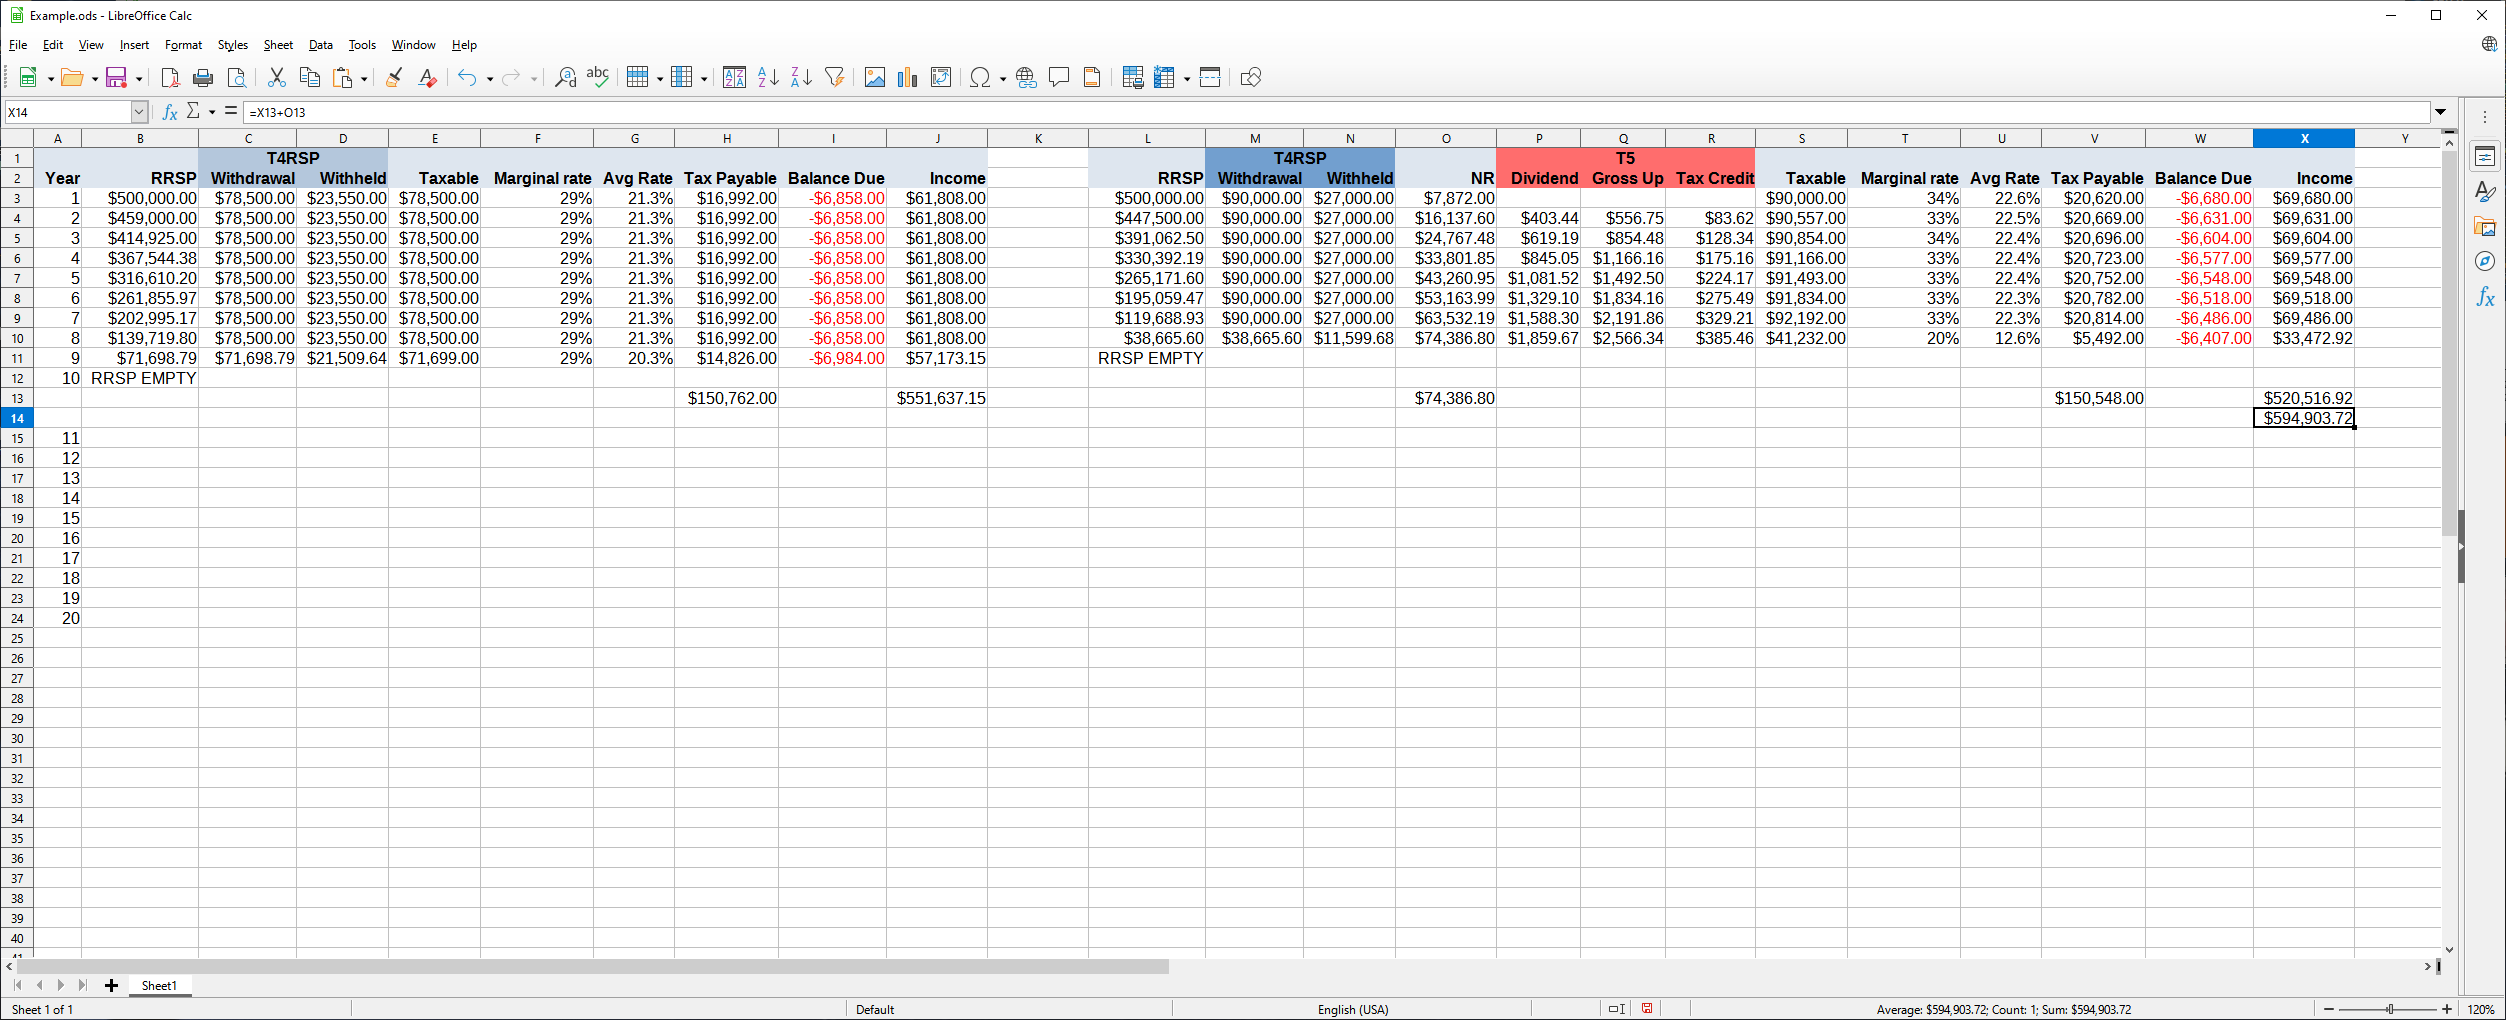 Example.ods - LibreOffice Calc
File Edit View Insert Format Styles Sheet Data Tools Window Help
X14 =X13+O13
A B C D E F G H I J K L M N O P Q R S T U V W X Y
1 T4RSP T4RSP T5
2 Year RRSP Withdrawal Withheld Taxable Marginal rate Avg Rate Tax Payable Balance Due Income RRSP Withdrawal Withheld NR Dividend Gross Up Tax Credit Taxable Marginal rate Avg Rate Tax Payable Balance Due Income
3 1 $500,000.00 $78,500.00 $23,550.00 $78,500.00 29% 21.3% $16,992.00 -$6,858.00 $61,808.00 $500,000.00 $90,000.00 $27,000.00 $7,872.00 $90,000.00 34% 22.6% $20,620.00 -$6,680.00 $69,680.00
4 2 $459,000.00 $78,500.00 $23,550.00 $78,500.00 29% 21.3% $16,992.00 -$6,858.00 $61,808.00 $447,500.00 $90,000.00 $27,000.00 $16,137.60 $403.44 $556.75 $83.62 $90,557.00 33% 22.5% $20,669.00 -$6,631.00 $69,631.00
5 3 $414,925.00 $78,500.00 $23,550.00 $78,500.00 29% 21.3% $16,992.00 -$6,858.00 $61,808.00 $391,062.50 $90,000.00 $27,000.00 $24,767.48 $619.19 $854.48 $128.34 $90,854.00 34% 22.4% $20,696.00 -$6,604.00 $69,604.00
6 4 $367,544.38 $78,500.00 $23,550.00 $78,500.00 29% 21.3% $16,992.00 -$6,858.00 $61,808.00 $330,392.19 $90,000.00 $27,000.00 $33,801.85 $845.05 $1,166.16 $175.16 $91,166.00 33% 22.4% $20,723.00 -$6,577.00 $69,577.00
7 5 $316,610.20 $78,500.00 $23,550.00 $78,500.00 29% 21.3% $16,992.00 -$6,858.00 $61,808.00 $265,171.60 $90,000.00 $27,000.00 $43,260.95 $1,081.52 $1,492.50 $224.17 $91,493.00 33% 22.4% $20,752.00 -$6,548.00 $69,548.00
8 6 $261,855.97 $78,500.00 $23,550.00 $78,500.00 29% 21.3% $16,992.00 -$6,858.00 $61,808.00 $195,059.47 $90,000.00 $27,000.00 $53,163.99 $1,329.10 $1,834.16 $275.49 $91,834.00 33% 22.3% $20,782.00 -$6,518.00 $69,518.00
9 7 $202,995.17 $78,500.00 $23,550.00 $78,500.00 29% 21.3% $16,992.00 -$6,858.00 $61,808.00 $119,688.93 $90,000.00 $27,000.00 $63,532.19 $1,588.30 $2,191.86 $329.21 $92,192.00 33% 22.3% $20,814.00 -$6,486.00 $69,486.00
10 8 $139,719.80 $78,500.00 $23,550.00 $78,500.00 29% 21.3% $16,992.00 -$6,858.00 $61,808.00 $38,665.60 $38,665.60 $11,599.68 $74,386.80 $1,859.67 $2,566.34 $385.46 $41,232.00 20% 12.6% $5,492.00 -$6,407.00 $33,472.92
11 9 $71,698.79 $71,698.79 $21,509.64 $71,699.00 29% 20.3% $14,826.00 -$6,984.00 $57,173.15 RRSP EMPTY
12 10 RRSP EMPTY
13 $150,762.00 $551,637.15 $74,386.80 $150,548.00 $520,516.92
14 $594,903.72
15 11
16 12
17 13
18 14
19 15
20 16
21 17
22 18
23 19
24 20
25
26
27
28
29
30
31
32
33
34
35
36
37
38
39
40
41
Sheet1
Sheet 1 of 1 Default English (USA) Average: $594,903.72; Count: 1; Sum: $594,903.72 120%